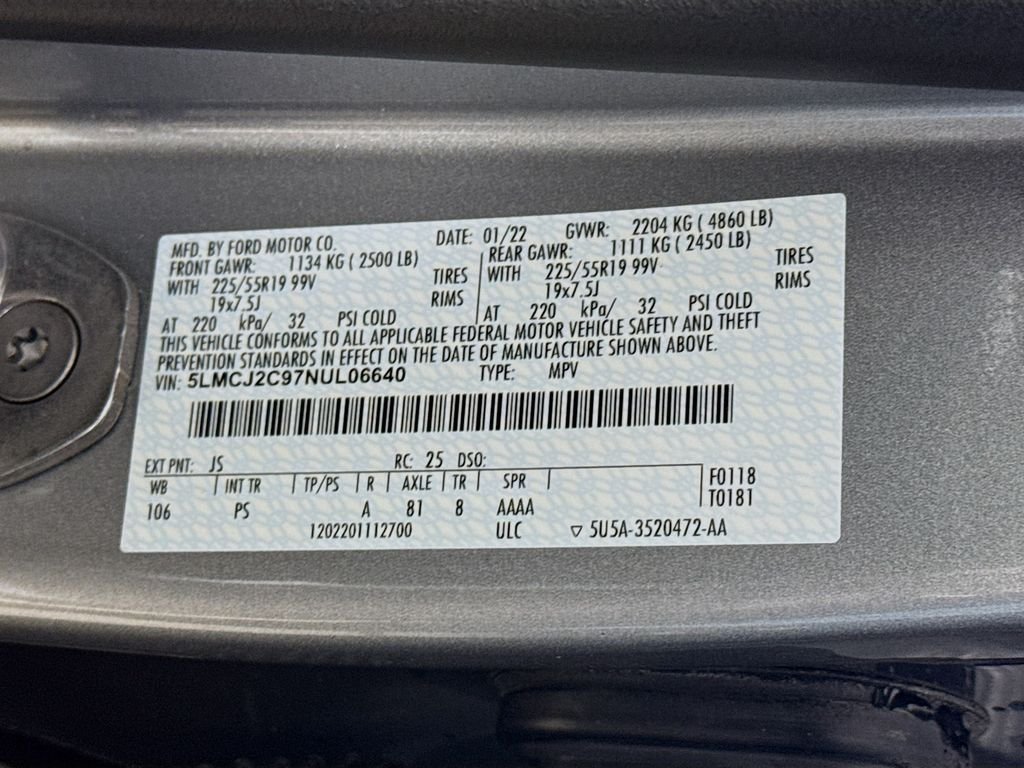 MFD. BY FORD MOTOR CO. DATE: 01/22 GVWR: 2204 KG ( 4860 LB)
FRONT GAWR: 1134 KG ( 2500 LB) REAR GAWR: 1111 KG ( 2450 LB)
WITH 225/55R19 99V TIRES WITH 225/55R19 99V TIRES
19x7.5J RIMS 19x7.5J RIMS
AT 220 kPa/ 32 PSI COLD AT 220 kPa/ 32 PSI COLD
THIS VEHICLE CONFORMS TO ALL APPLICABLE FEDERAL MOTOR VEHICLE SAFETY AND THEFT
PREVENTION STANDARDS IN EFFECT ON THE DATE OF MANUFACTURE SHOWN ABOVE.
VIN: 5LMCJ2C97NUL06640 TYPE: MPV
EXT PNT: JS RC: 25 DSO:
WB INT TR TP/PS R AXLE TR SPR F0118
106 PS A 81 8 AAAA T0181
1202201112700 ULC ▽ 5U5A-3520472-AA